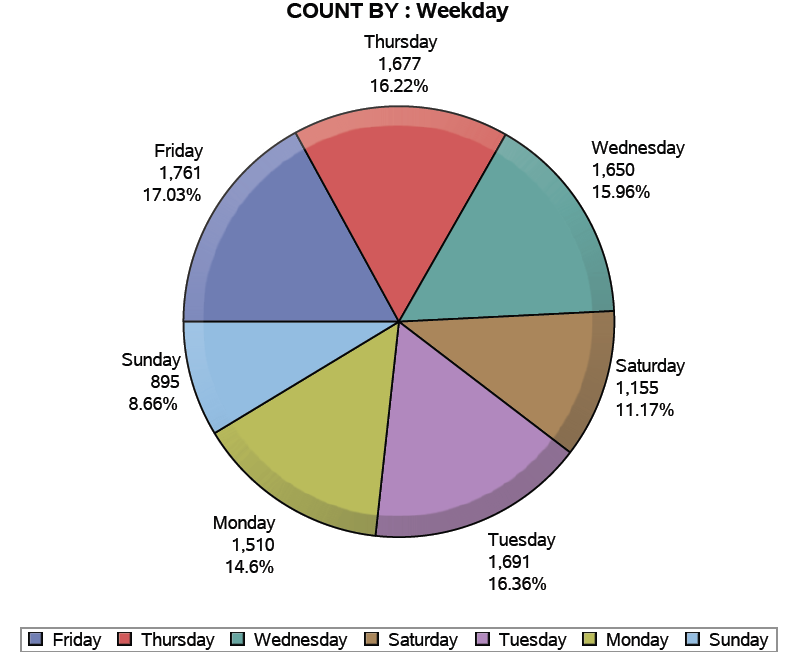 COUNT BY : Weekday
Thursday
1,677
16.22%
Friday
1,761
17.03%
Wednesday
1,650
15.96%
Sunday
895
8.66%
Saturday
1,155
11.17%
Monday
1,510
14.6%
Tuesday
1,691
16.36%
Friday Thursday Wednesday Saturday Tuesday Monday Sunday